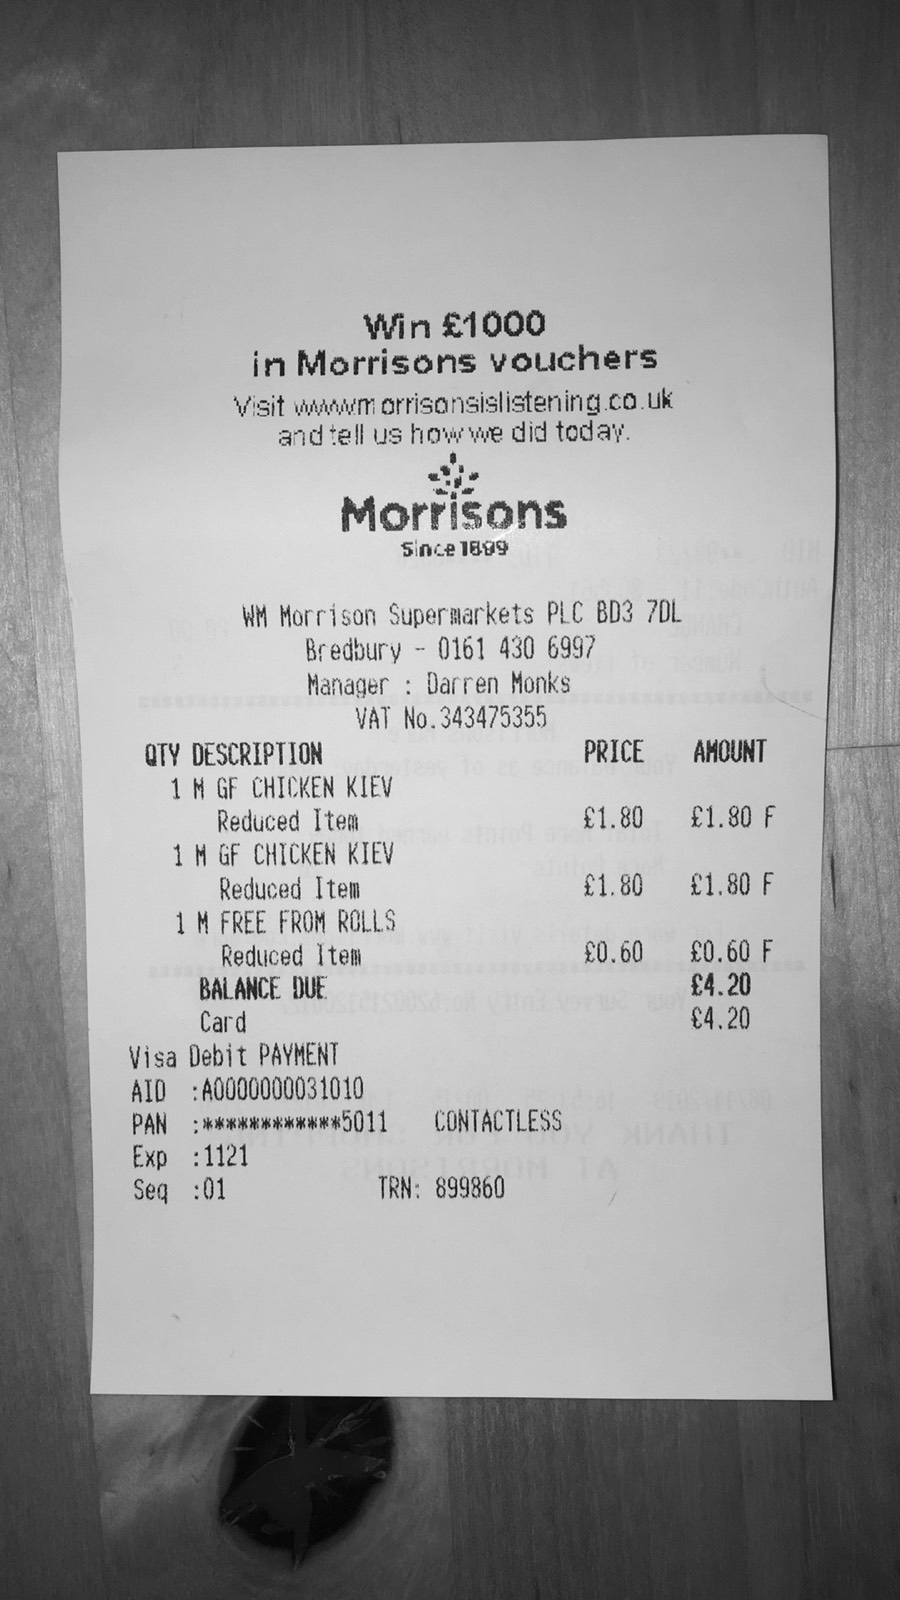 Win £1000
in Morrisons vouchers
Visit www.morrisonsislistening.co.uk
and tell us how we did today.
Morrisons
Since 1899
WM Morrison Supermarkets PLC BD3 7DL
Bredbury - 0161 430 6997
Manager : Darren Monks
VAT No.343475355
QTY DESCRIPTION PRICE AMOUNT
1 M GF CHICKEN KIEV
Reduced Item £1.80 £1.80 F
1 M GF CHICKEN KIEV
Reduced Item £1.80 £1.80 F
1 M FREE FROM ROLLS
Reduced Item £0.60 £0.60 F
BALANCE DUE £4.20
Card £4.20
Visa Debit PAYMENT
AID :A0000000031010
PAN :************5011 CONTACTLESS
Exp :1121
Seq :01 TRN: 899860